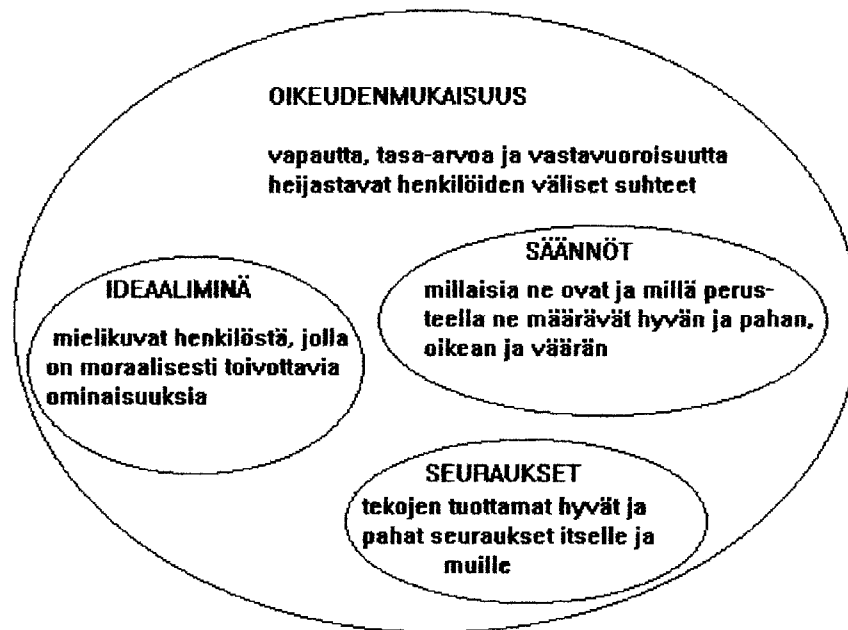 OIKEUDENMUKAISUUS
vapautta, tasa-arvoa ja vastavuoroisuutta
heijastavat henkilöiden väliset suhteet
IDEAALIMINÄ
mielikuvat henkilöstä, jolla
on moraalisesti toivottavia
ominaisuuksia
SÄÄNNÖT
millaisia ne ovat ja millä perus-
teella ne määrävät hyvän ja pahan,
oikean ja väärän
SEURAUKSET
tekojen tuottamat hyvät ja
pahat seuraukset itselle ja
muille